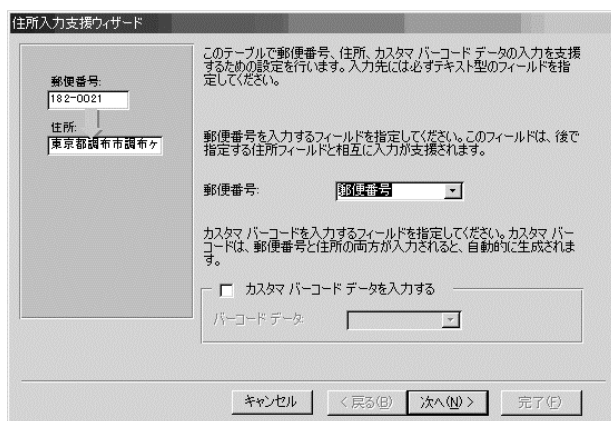 住所入力支援ウィザード
このテーブルで郵便番号、住所、カスタマ バーコード データの入力を支援
するための設定を行います。入力先には必ずテキスト型のフィールドを指
定してください。
郵便番号:
182-0021
住所:
東京都調布市調布ヶ
郵便番号を入力するフィールドを指定してください。このフィールドは、後で
指定する住所フィールドと相互に入力が支援されます。
郵便番号:
郵便番号
カスタマ バーコードを入力するフィールドを指定してください。カスタマ バー
コードは、郵便番号と住所の両方が入力されると、自動的に生成されま
す。
カスタマ バーコード データを入力する
バーコード データ:
キャンセル
< 戻る(B)
次へ(N) >
完了(F)